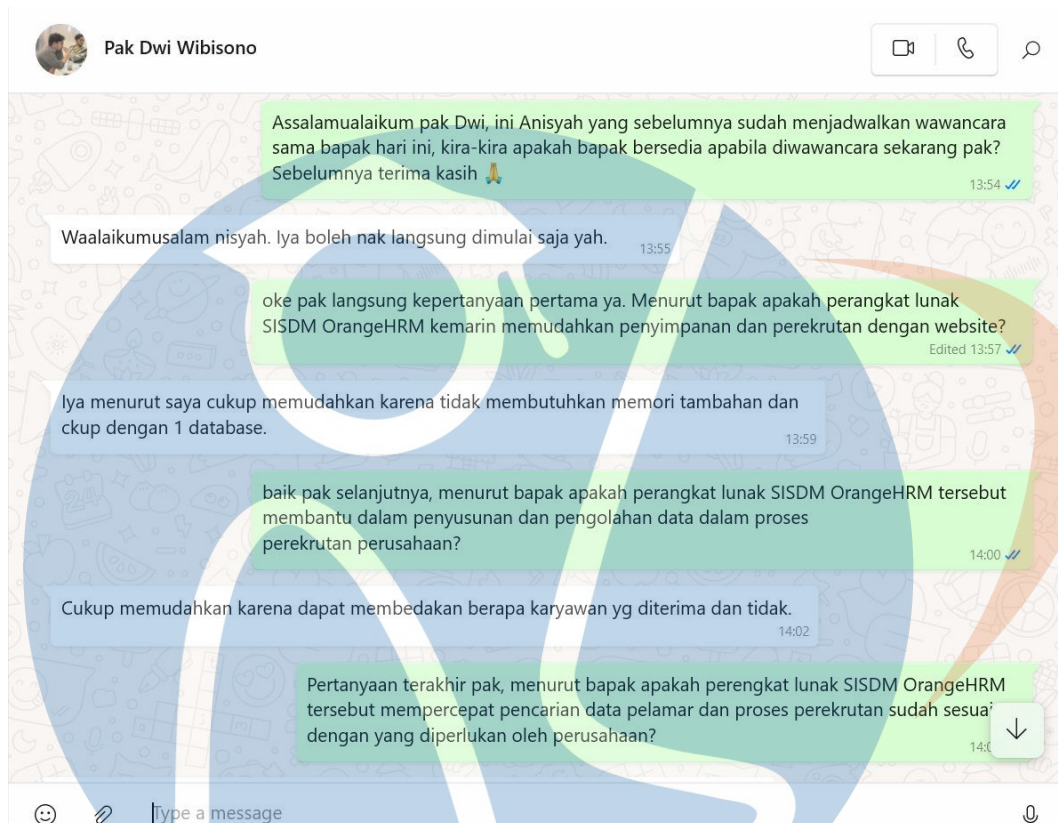 Pak Dwi Wibisono
Assalamualaikum pak Dwi, ini Anisyah yang sebelumnya sudah menjadwalkan wawancara
sama bapak hari ini, kira-kira apakah bapak bersedia apabila diwawancara sekarang pak?
Sebelumnya terima kasih 🙏
13:54
Waalaikumusalam nisyah. Iya boleh nak langsung dimulai saja yah.
13:55
oke pak langsung kepertanyaan pertama ya. Menurut bapak apakah perangkat lunak
SISDM OrangeHRM kemarin memudahkan penyimpanan dan perekrutan dengan website?
Edited 13:57
Iya menurut saya cukup memudahkan karena tidak membutuhkan memori tambahan dan
ckup dengan 1 database.
13:59
baik pak selanjutnya, menurut bapak apakah perangkat lunak SISDM OrangeHRM tersebut
membantu dalam penyusunan dan pengolahan data dalam proses
perekrutan perusahaan?
14:00
Cukup memudahkan karena dapat membedakan berapa karyawan yg diterima dan tidak.
14:02
Pertanyaan terakhir pak, menurut bapak apakah perengkat lunak SISDM OrangeHRM
tersebut mempercepat pencarian data pelamar dan proses perekrutan sudah sesuai
dengan yang diperlukan oleh perusahaan?
Type a message